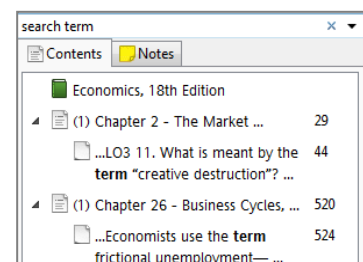 search term
Contents Notes
Economics, 18th Edition
(1) Chapter 2 - The Market ... 29
...LO3 11. What is meant by the 44
term “creative destruction”? ...
(1) Chapter 26 - Business Cycles, ... 520
...Economists use the term 524
frictional unemployment— ...